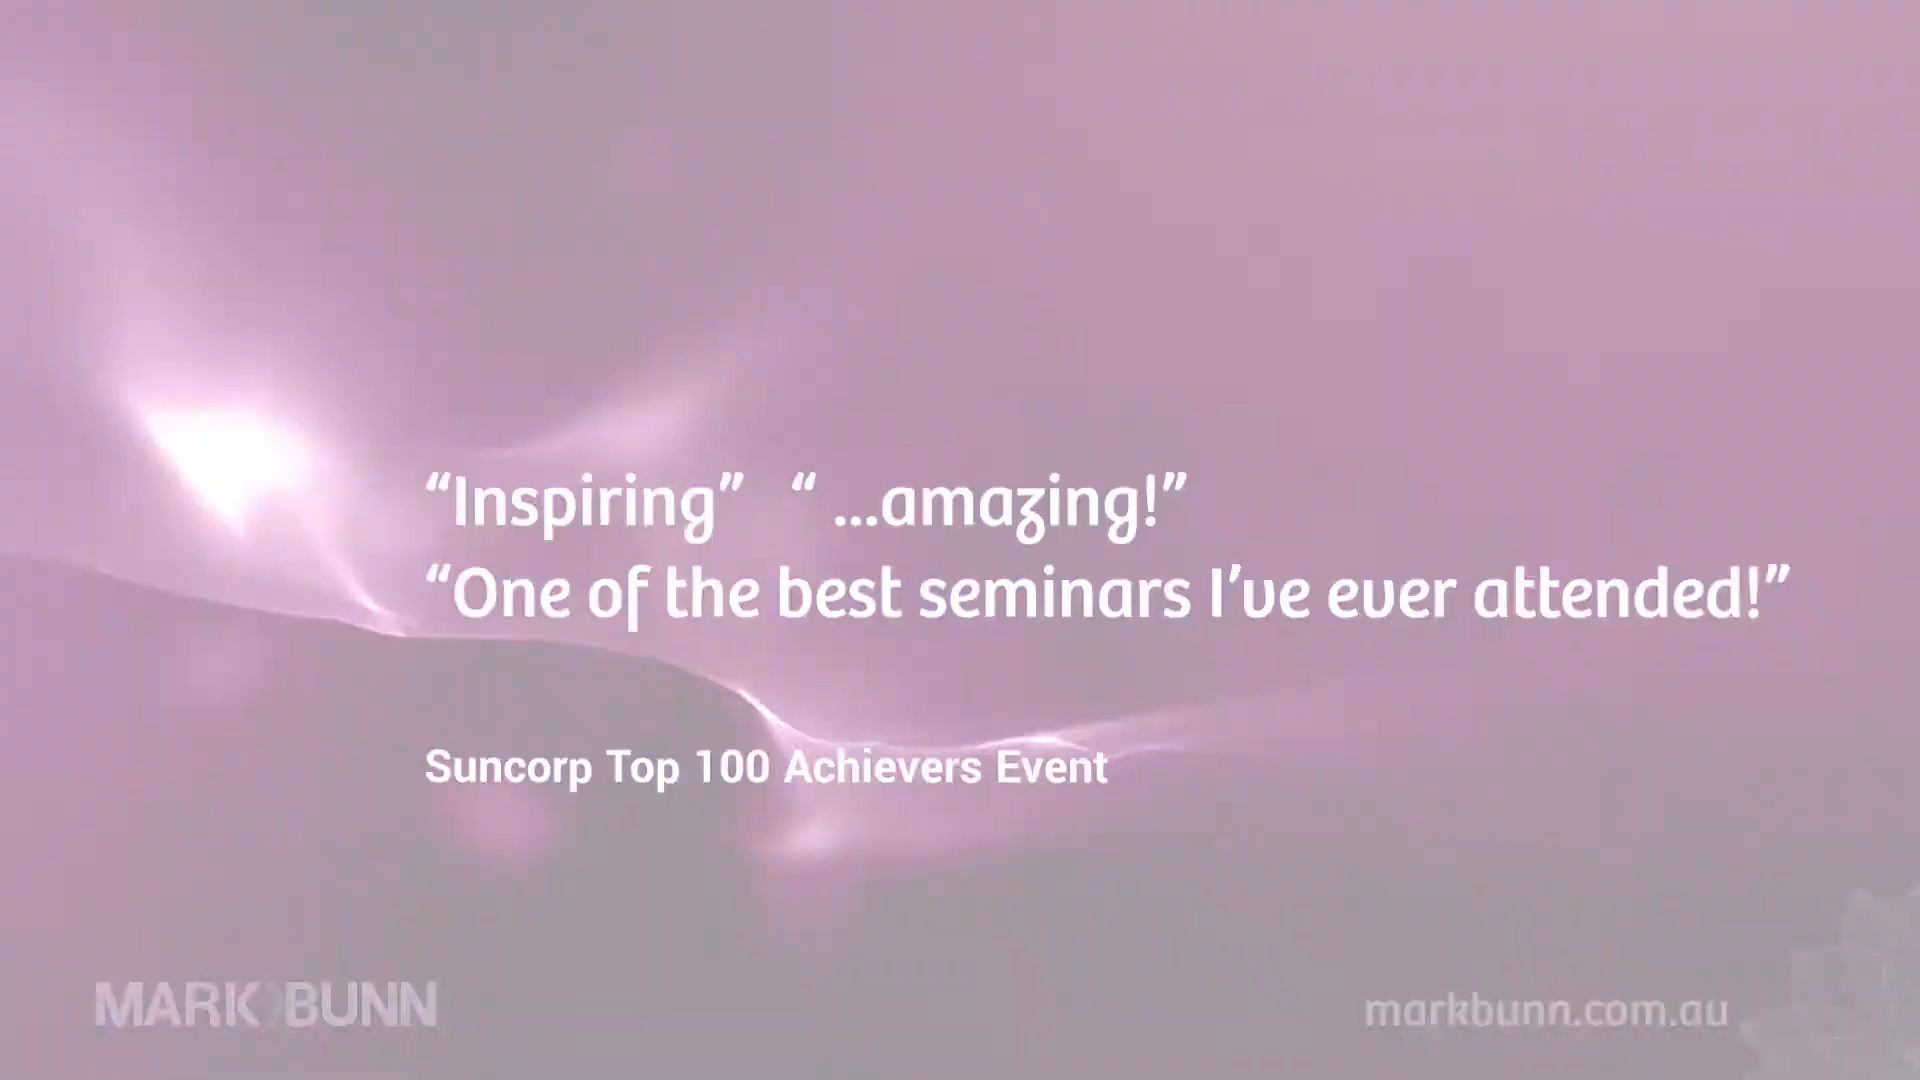 “Inspiring” “ ...amazing!”
“One of the best seminars I’ve ever attended!”
Suncorp Top 100 Achievers Event
MARK BUNN
markbunn.com.au